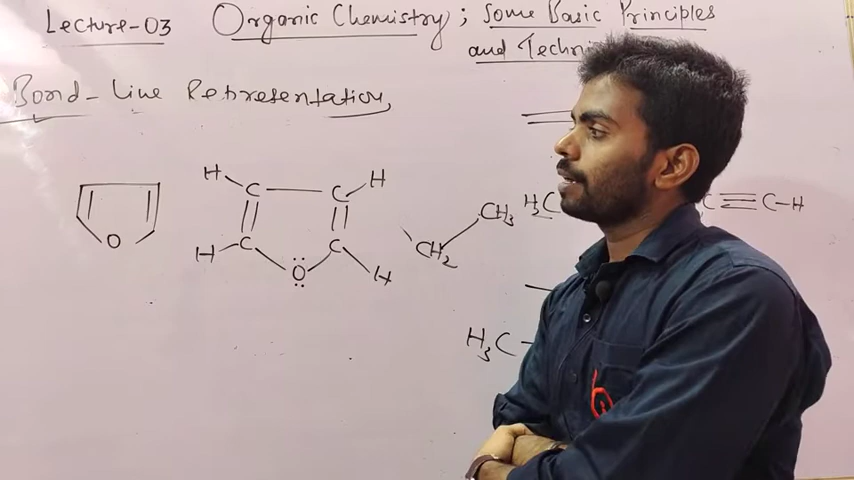 Lecture-03 Organic Chemistry; Some Basic Principles
and Techni
Bond-Line Representation,
H C C H
CH3 H3C C≡C-H
O H C C H CH2
O
H3C